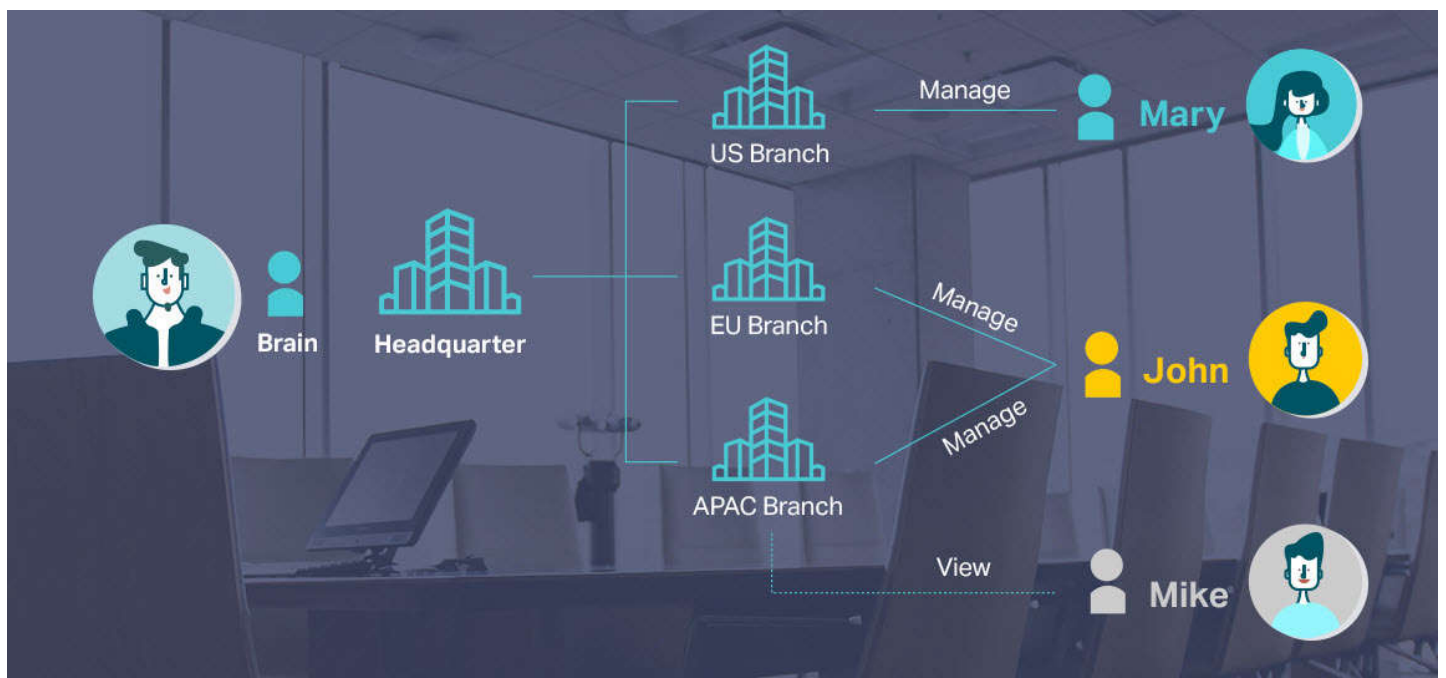 Manage
Mary
US Branch
Brain
Headquarter
EU Branch
Manage
John
Manage
APAC Branch
View
Mike